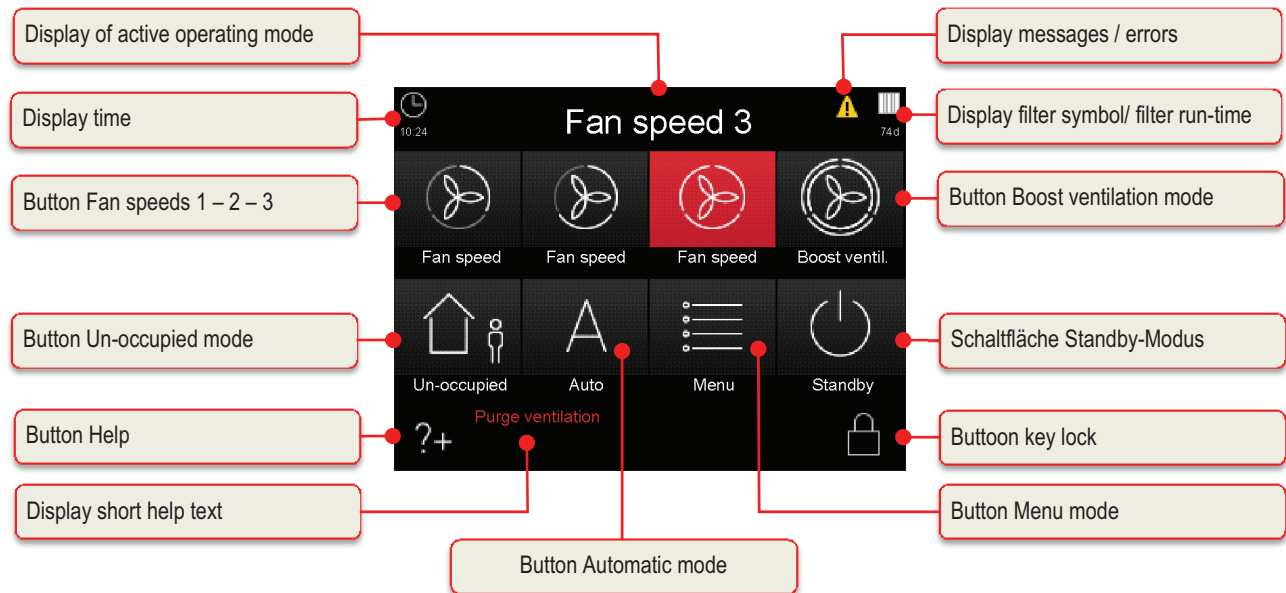 Display of active operating mode
Display messages / errors
Display time
Display filter symbol/ filter run-time
10:24
Fan speed 3
74d
Button Fan speeds 1 – 2 – 3
Button Boost ventilation mode
Fan speed
Fan speed
Fan speed
Boost ventil.
Button Un-occupied mode
A
Schaltfläche Standby-Modus
Un-occupied
Auto
Menu
Standby
Purge ventilation
Button Help
?+
Buttoon key lock
Display short help text
Button Menu mode
Button Automatic mode